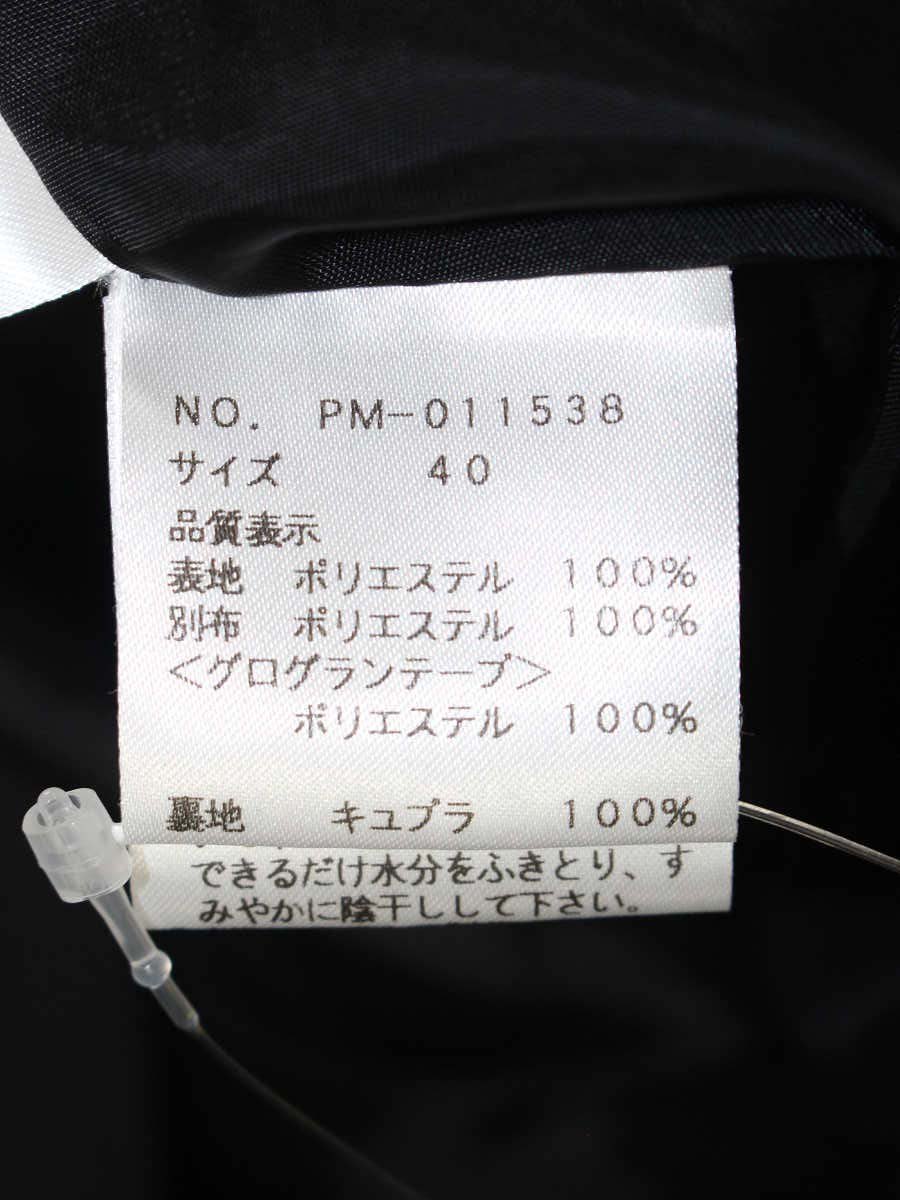 NO. PM-011538
サイズ 40
品質表示
表地 ポリエステル 100%
別布 ポリエステル 100%
<グログランテープ>
ポリエステル 100%
裏地 キュプラ 100%
できるだけ水分をふきとり、す
みやかに陰干しして下さい。